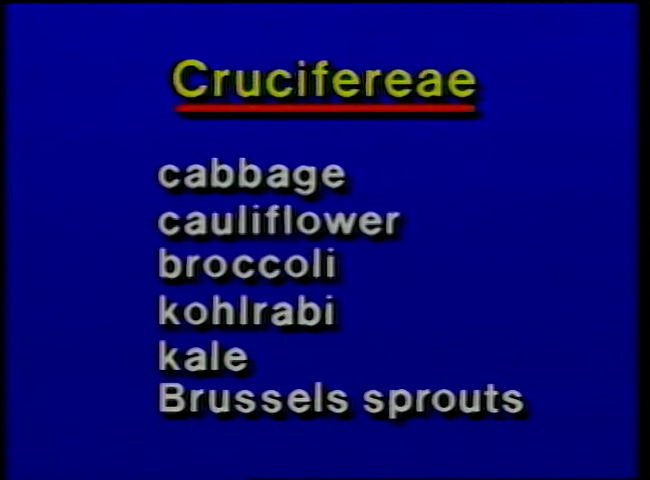 Crucifereae
cabbage
cauliflower
broccoli
kohlrabi
kale
Brussels sprouts